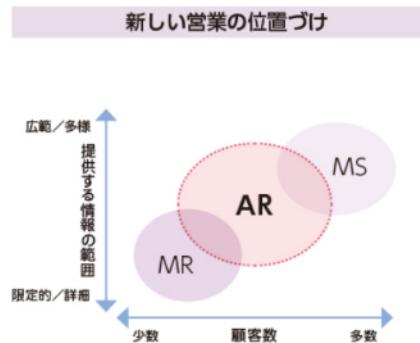 新しい営業の位置づけ
広範／多様
提供する情報の範囲
限定的／詳細
MS
AR
MR
少数
顧客数
多数